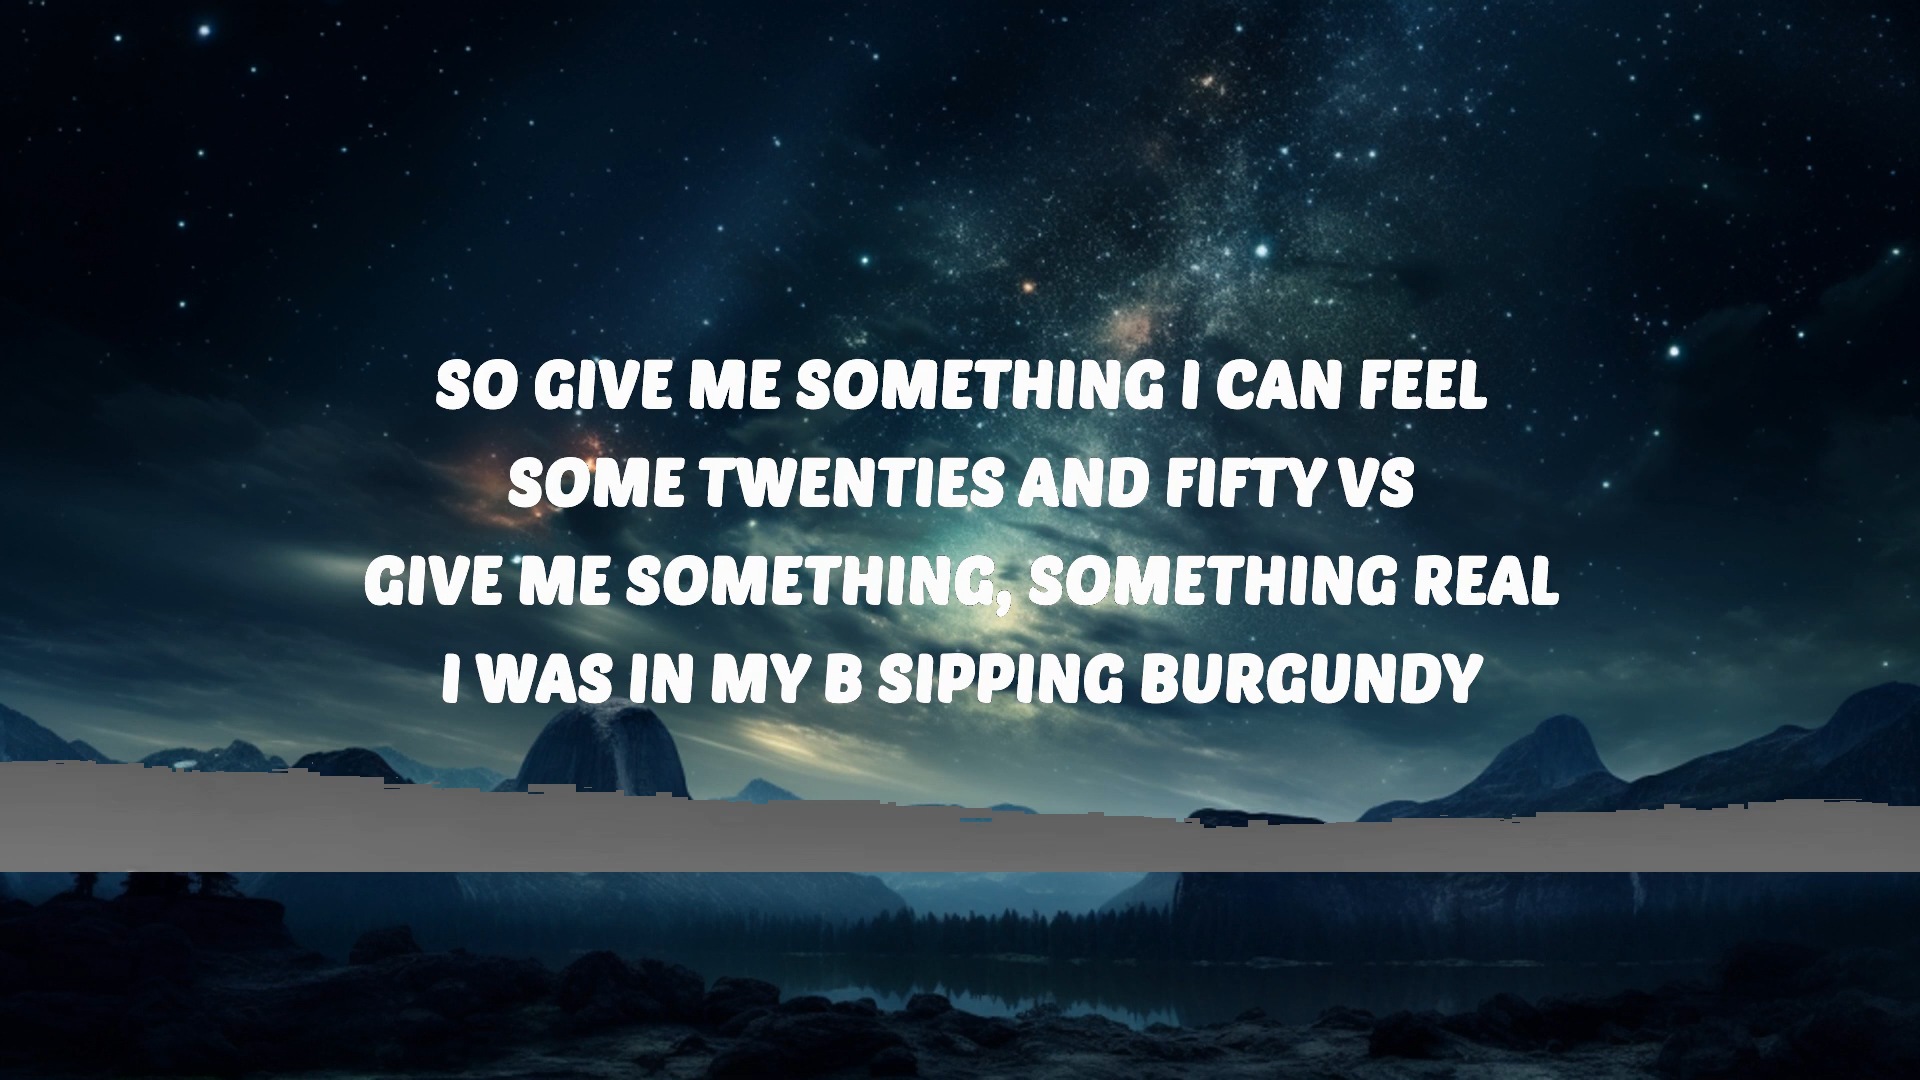 SO GIVE ME SOMETHING I CAN FEEL
SOME TWENTIES AND FIFTY VS
GIVE ME SOMETHING, SOMETHING REAL
I WAS IN MY B SIPPING BURGUNDY